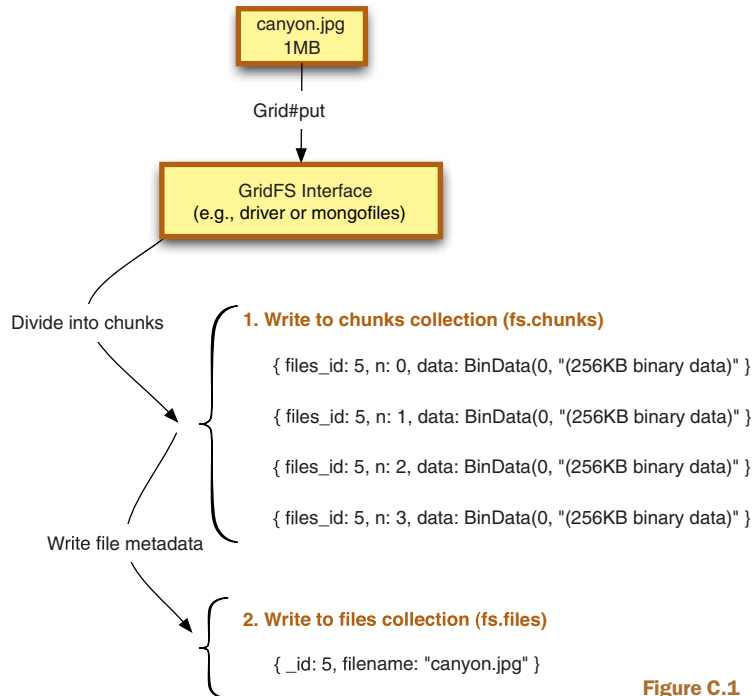 canyon.jpg
1MB
Grid#put
GridFS Interface
(e.g., driver or mongofiles)
Divide into chunks
1. Write to chunks collection (fs.chunks)
{ files_id: 5, n: 0, data: BinData(0, "(256KB binary data)" }
{ files_id: 5, n: 1, data: BinData(0, "(256KB binary data)" }
{ files_id: 5, n: 2, data: BinData(0, "(256KB binary data)" }
{ files_id: 5, n: 3, data: BinData(0, "(256KB binary data)" }
Write file metadata
2. Write to files collection (fs.files)
{ _id: 5, filename: "canyon.jpg" }
Figure C.1